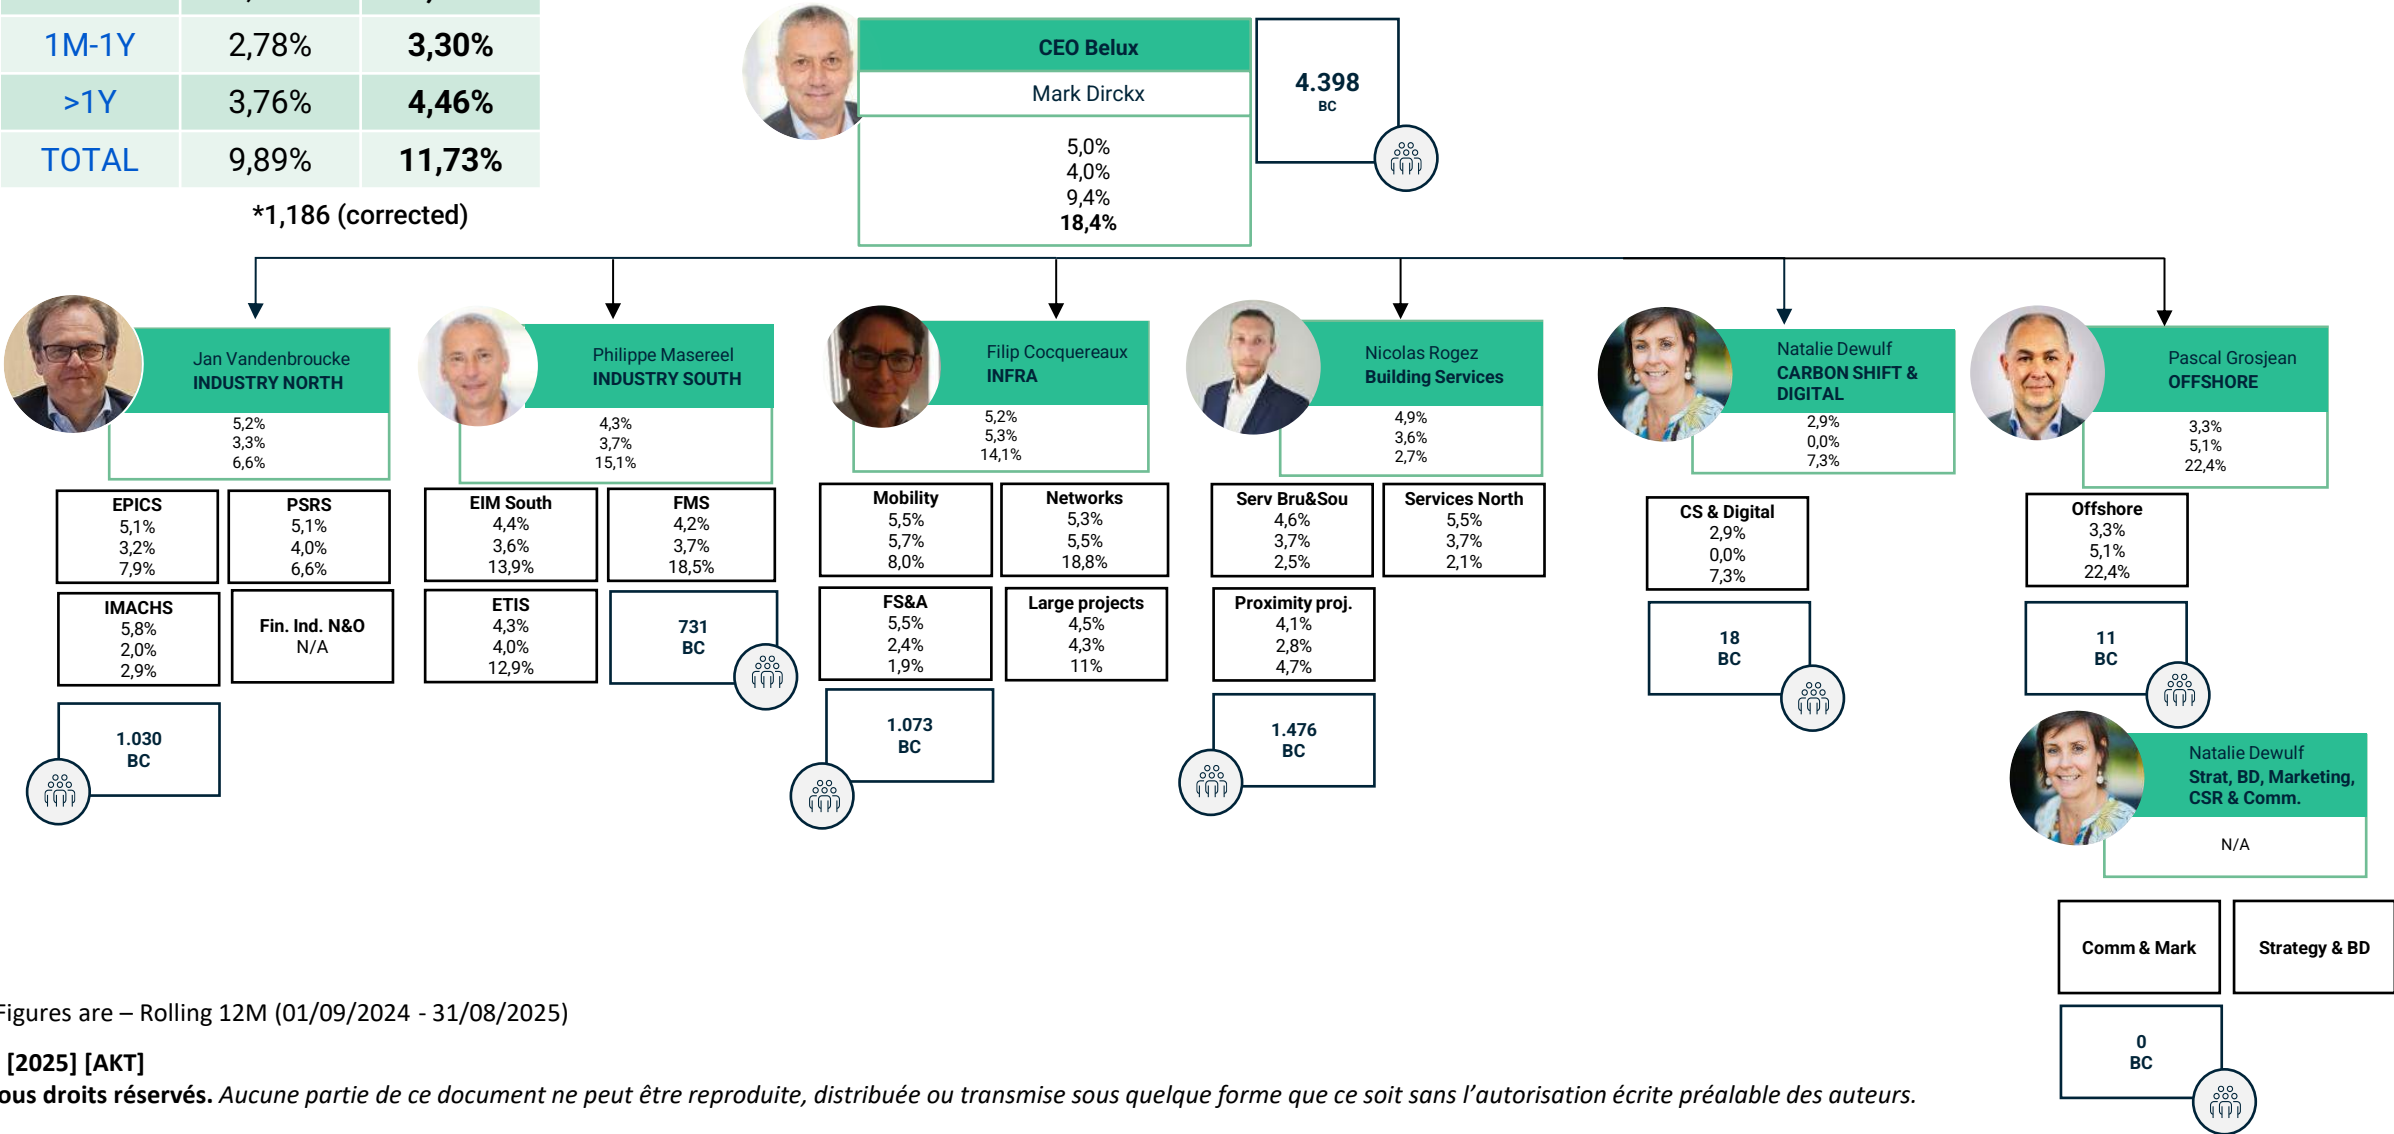 1M-1Y 2,78% 3,30%
>1Y 3,76% 4,46%
TOTAL 9,89% 11,73%
*1,186 (corrected)
CEO Belux
Mark Dirckx
5,0%
4,0%
9,4%
18,4%
4.398
BC
Jan Vandenbroucke
INDUSTRY NORTH
5,2%
3,3%
6,6%
EPICS
5,1%
3,2%
7,9%
PSRS
5,1%
4,0%
6,6%
IMACHS
5,8%
2,0%
2,9%
Fin. Ind. N&O
N/A
1.030
BC
Philippe Masereel
INDUSTRY SOUTH
4,3%
3,7%
15,1%
EIM South
4,4%
3,6%
13,9%
FMS
4,2%
3,7%
18,5%
ETIS
4,3%
4,0%
12,9%
731
BC
Filip Cocquereaux
INFRA
5,2%
5,3%
14,1%
Mobility
5,5%
5,7%
8,0%
Networks
5,3%
5,5%
18,8%
FS&A
5,5%
2,4%
1,9%
Large projects
4,5%
4,3%
11%
1.073
BC
Nicolas Rogez
Building Services
4,9%
3,6%
2,7%
Serv Bru&Sou
4,6%
3,7%
2,5%
Services North
5,5%
3,7%
2,1%
Proximity proj.
4,1%
2,8%
4,7%
1.476
BC
Natalie Dewulf
CARBON SHIFT &
DIGITAL
2,9%
0,0%
7,3%
CS & Digital
2,9%
0,0%
7,3%
18
BC
Pascal Grosjean
OFFSHORE
3,3%
5,1%
22,4%
Offshore
3,3%
5,1%
22,4%
11
BC
Natalie Dewulf
Strat, BD, Marketing,
CSR & Comm.
N/A
Comm & Mark
Strategy & BD
0
BC
Figures are – Rolling 12M (01/09/2024 - 31/08/2025)
[2025] [AKT]
ous droits réservés. Aucune partie de ce document ne peut être reproduite, distribuée ou transmise sous quelque forme que ce soit sans l'autorisation écrite préalable des auteurs.